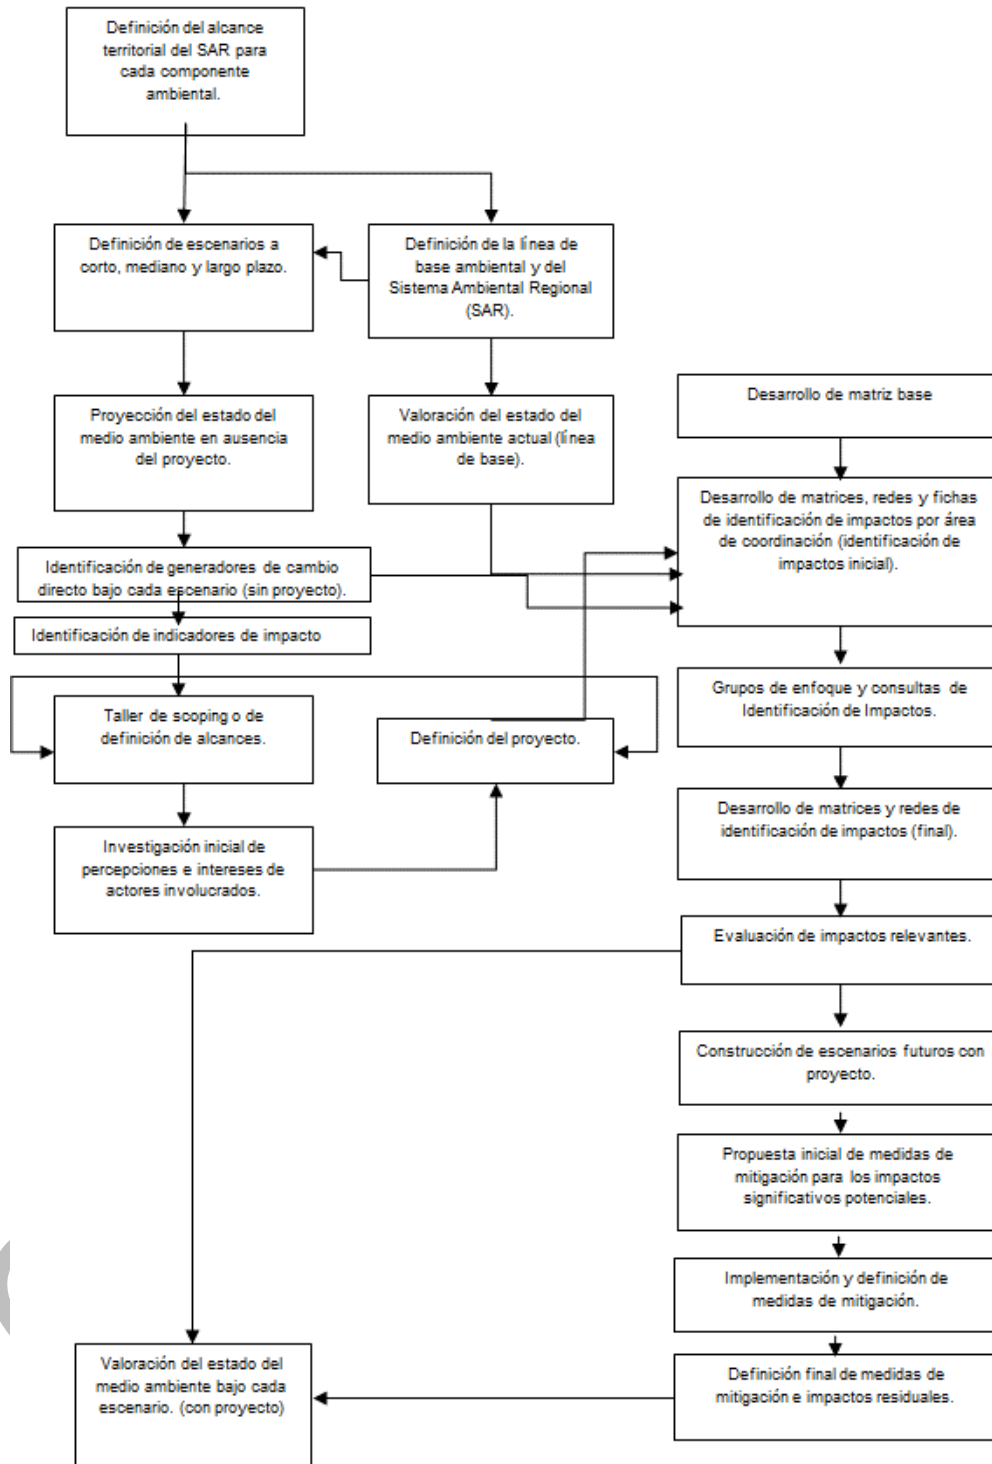 Definición del alcance
territorial del SAR para
cada componente
ambiental.
Definición de escenarios a
corto, mediano y largo plazo.
Definición de la línea de
base ambiental y del
Sistema Ambiental Regional
(SAR).
Proyección del estado del
medio ambiente en ausencia
del proyecto.
Valoración del estado del
medio ambiente actual (línea
de base).
Desarrollo de matriz base
Desarrollo de matrices, redes y fichas
de identificación de impactos por área
de coordinación (identificación de
impactos inicial).
Identificación de generadores de cambio
directo bajo cada escenario (sin proyecto).
Identificación de indicadores de impacto
Taller de scoping o de
definición de alcances.
Definición del proyecto.
Grupos de enfoque y consultas de
Identificación de Impactos.
Investigación inicial de
percepciones e intereses de
actores involucrados.
Desarrollo de matrices y redes de
identificación de impactos (final).
Evaluación de impactos relevantes.
Construcción de escenarios futuros con
proyecto.
Propuesta inicial de medidas de
mitigación para los impactos
significativos potenciales.
Implementación y definición de
medidas de mitigación.
Valoración del estado del
medio ambiente bajo cada
escenario. (con proyecto)
Definición final de medidas de
mitigación e impactos residuales.